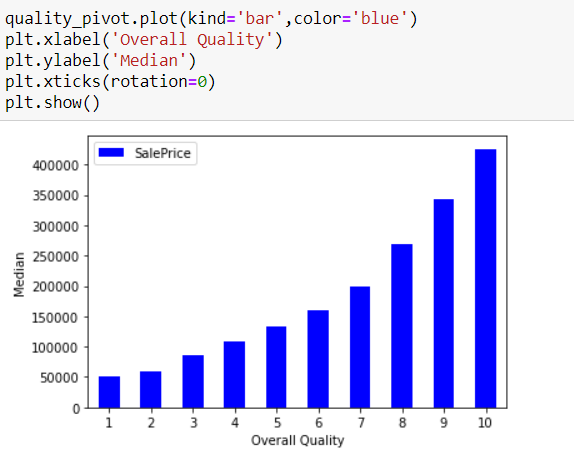 quality_pivot.plot(kind='bar',color='blue')
plt.xlabel('Overall Quality')
plt.ylabel('Median')
plt.xticks(rotation=0)
plt.show()
SalePrice
400000
350000
300000
250000
200000
150000
100000
50000
0
Median
1 2 3 4 5 6 7 8 9 10
Overall Quality